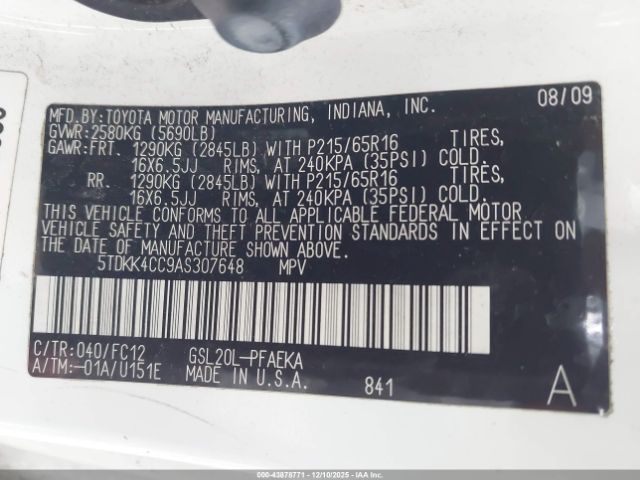 MFD.BY:TOYOTA MOTOR MANUFACTURING, INDIANA, INC. 08/09
GVWR:2580KG (5690LB)
GAWR:FRT. 1290KG (2845LB) WITH P215/65R16 TIRES,
16X6.5JJ RIMS, AT 240KPA (35PSI) COLD.
RR. 1290KG (2845LB) WITH P215/65R16 TIRES,
16X6.5JJ RIMS, AT 240KPA (35PSI) COLD.
THIS VEHICLE CONFORMS TO ALL APPLICABLE FEDERAL MOTOR
VEHICLE SAFETY AND THEFT PREVENTION STANDARDS IN EFFECT ON
THE DATE OF MANUFACTURE SHOWN ABOVE.
5TDKK4CC9AS307648 MPV
C/TR:040/FC12 GSL20L-PFAEKA
A/TM:-01A/U151E MADE IN U.S.A. 841 A
000-43878771 - 12/10/2025 - Copyright IAA, LLC